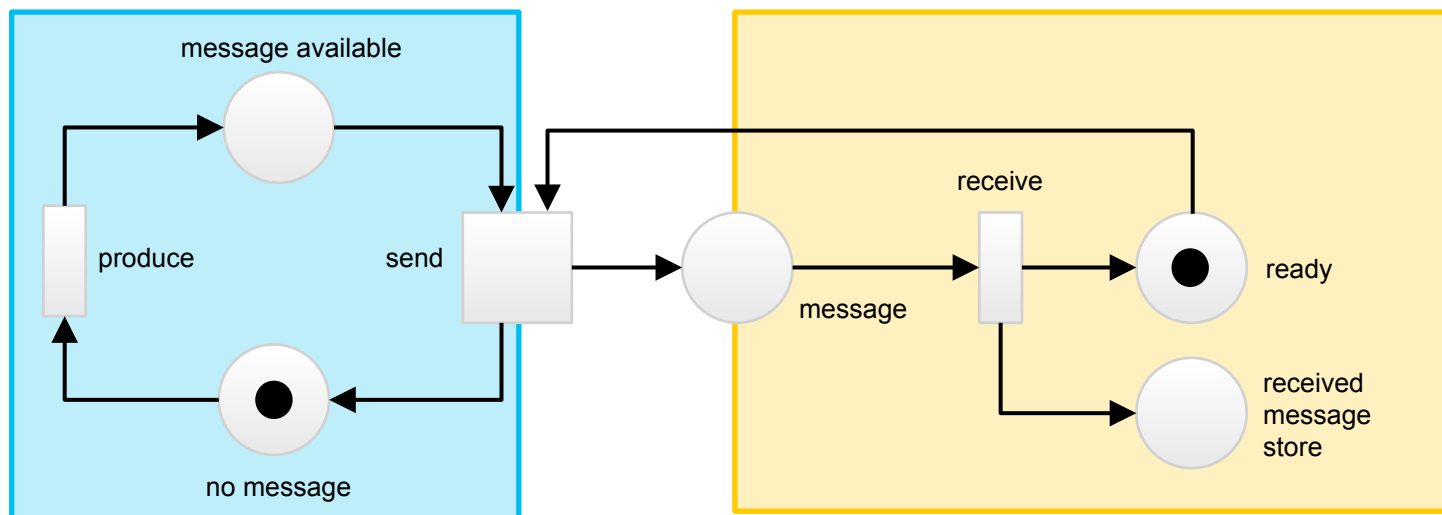 message available
receive
produce
send
ready
message
received
message
store
no message